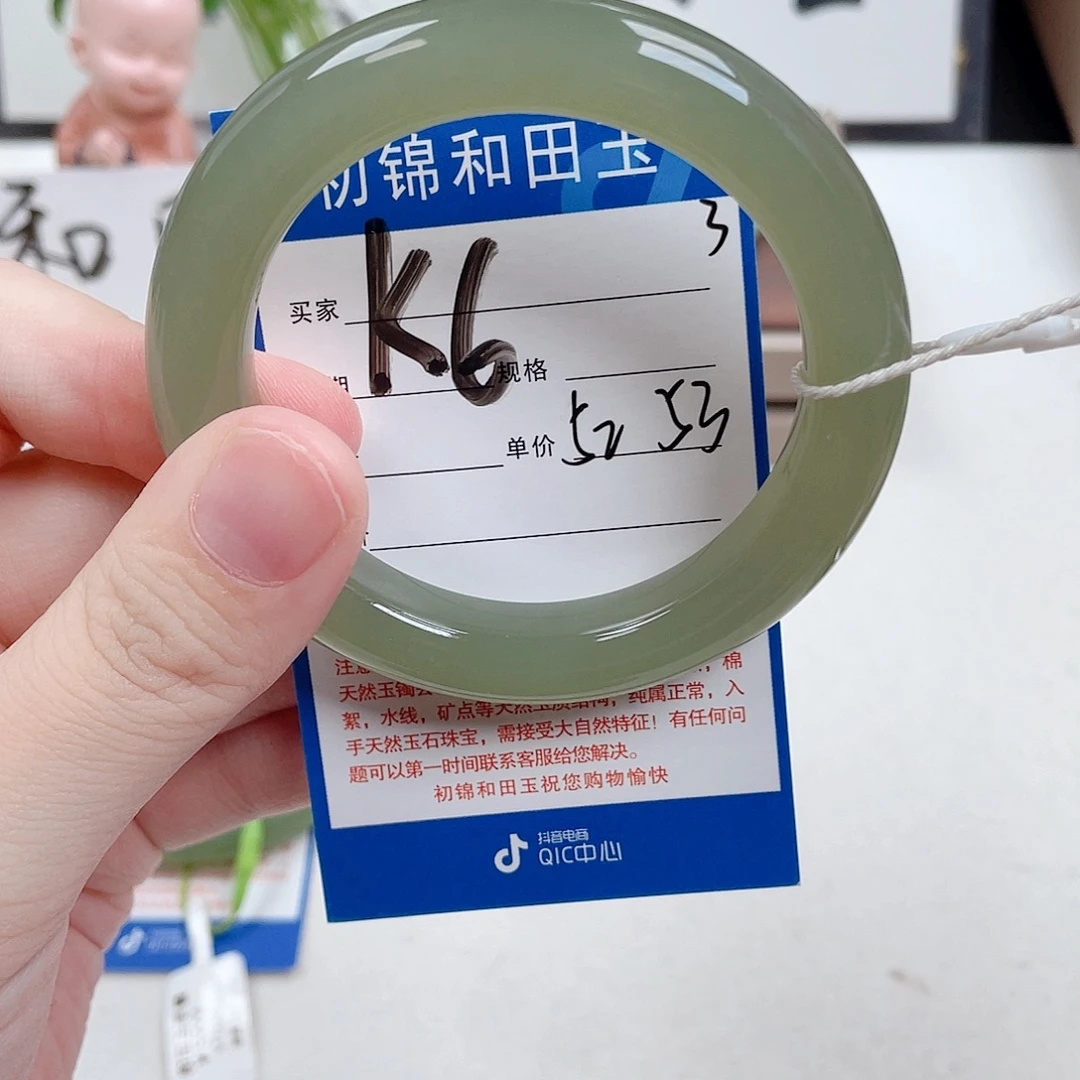 初锦和田玉
3
买家 K6
规格
单价 52 53
天然玉镯
棉
絮，水线，矿点等天然玉质结构，纯属正常，入
手天然玉石珠宝，需接受大自然特征！有任何问
题可以第一时间联系客服给您解决。
初锦和田玉祝您购物愉快
抖音电商
QIC中心
和